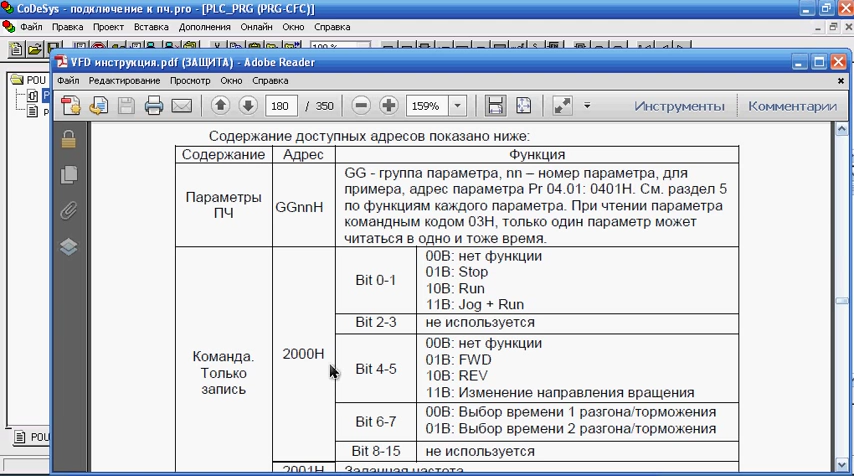 CoDeSys - подключение к пч.pro - [PLC_PRG (PRG-CFC)]
Файл Правка Проект Вставка Дополнения Онлайн Окно Справка
POU
VFD инструкция.pdf (ЗАЩИТА) - Adobe Reader
Файл Редактирование Просмотр Окно Справка
180 / 350 159% Инструменты Комментарии
Содержание доступных адресов показано ниже:
Содержание Адрес Функция
Параметры ПЧ
GGnnH
GG - группа параметра, nn – номер параметра, для
примера, адрес параметра Pr 04.01: 0401H. См. раздел 5
по функциям каждого параметра. При чтении параметра
командным кодом 03H, только один параметр может
читаться в одно и тоже время.
Команда.
Только
запись
2000H
Bit 0-1
00B: нет функции
01B: Stop
10B: Run
11B: Jog + Run
Bit 2-3 не используется
Bit 4-5
00B: нет функции
01B: FWD
10B: REV
11B: Изменение направления вращения
Bit 6-7
00B: Выбор времени 1 разгона/торможения
01B: Выбор времени 2 разгона/торможения
Bit 8-15 не используется
2001H Заданная частота
POU